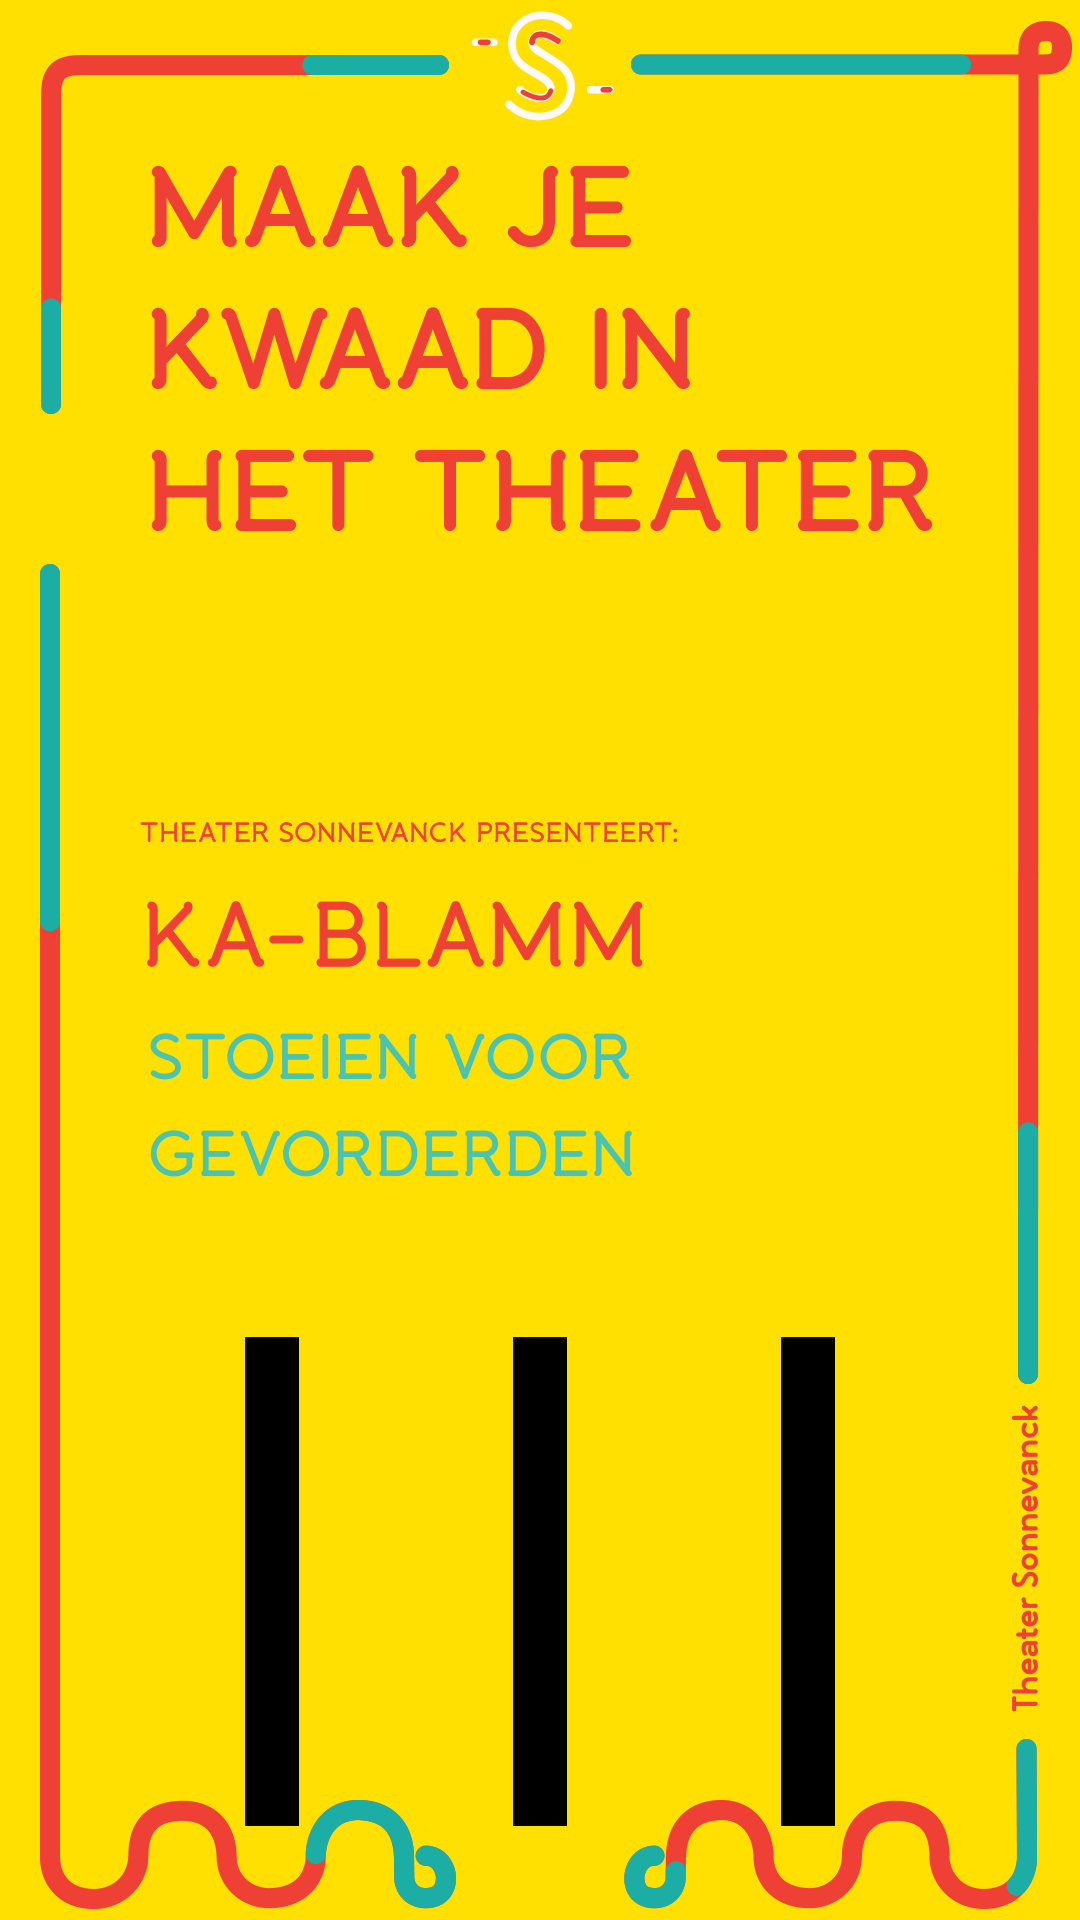 MAAK JE
KWAAD IN
HET THEATER
THEATER SONNEVANCK PRESENTEERT:
KA-BLAMM
STOEIEN VOOR
GEVORDERDEN
Theater Sonnevanck